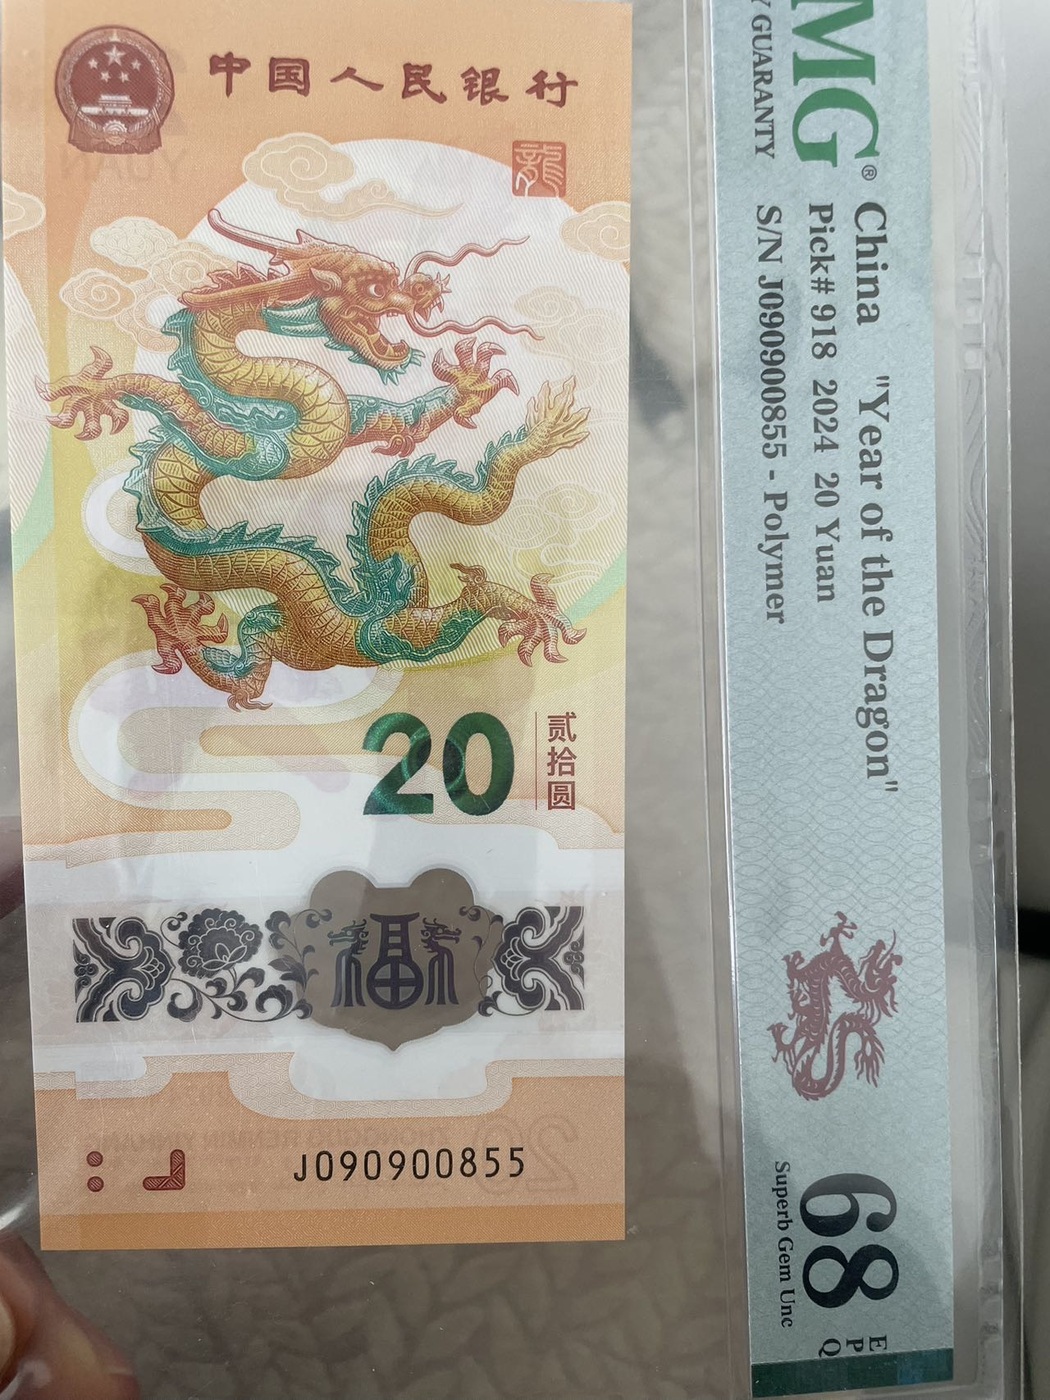 中国人民银行
龍
20
贰拾圆
福
J090900855
MG®
Y GUARANTY
China "Year of the Dragon"
Pick# 918 2024 20 Yuan
S/N J090900855 - Polymer
68
EPQ
Superb Gem Unc